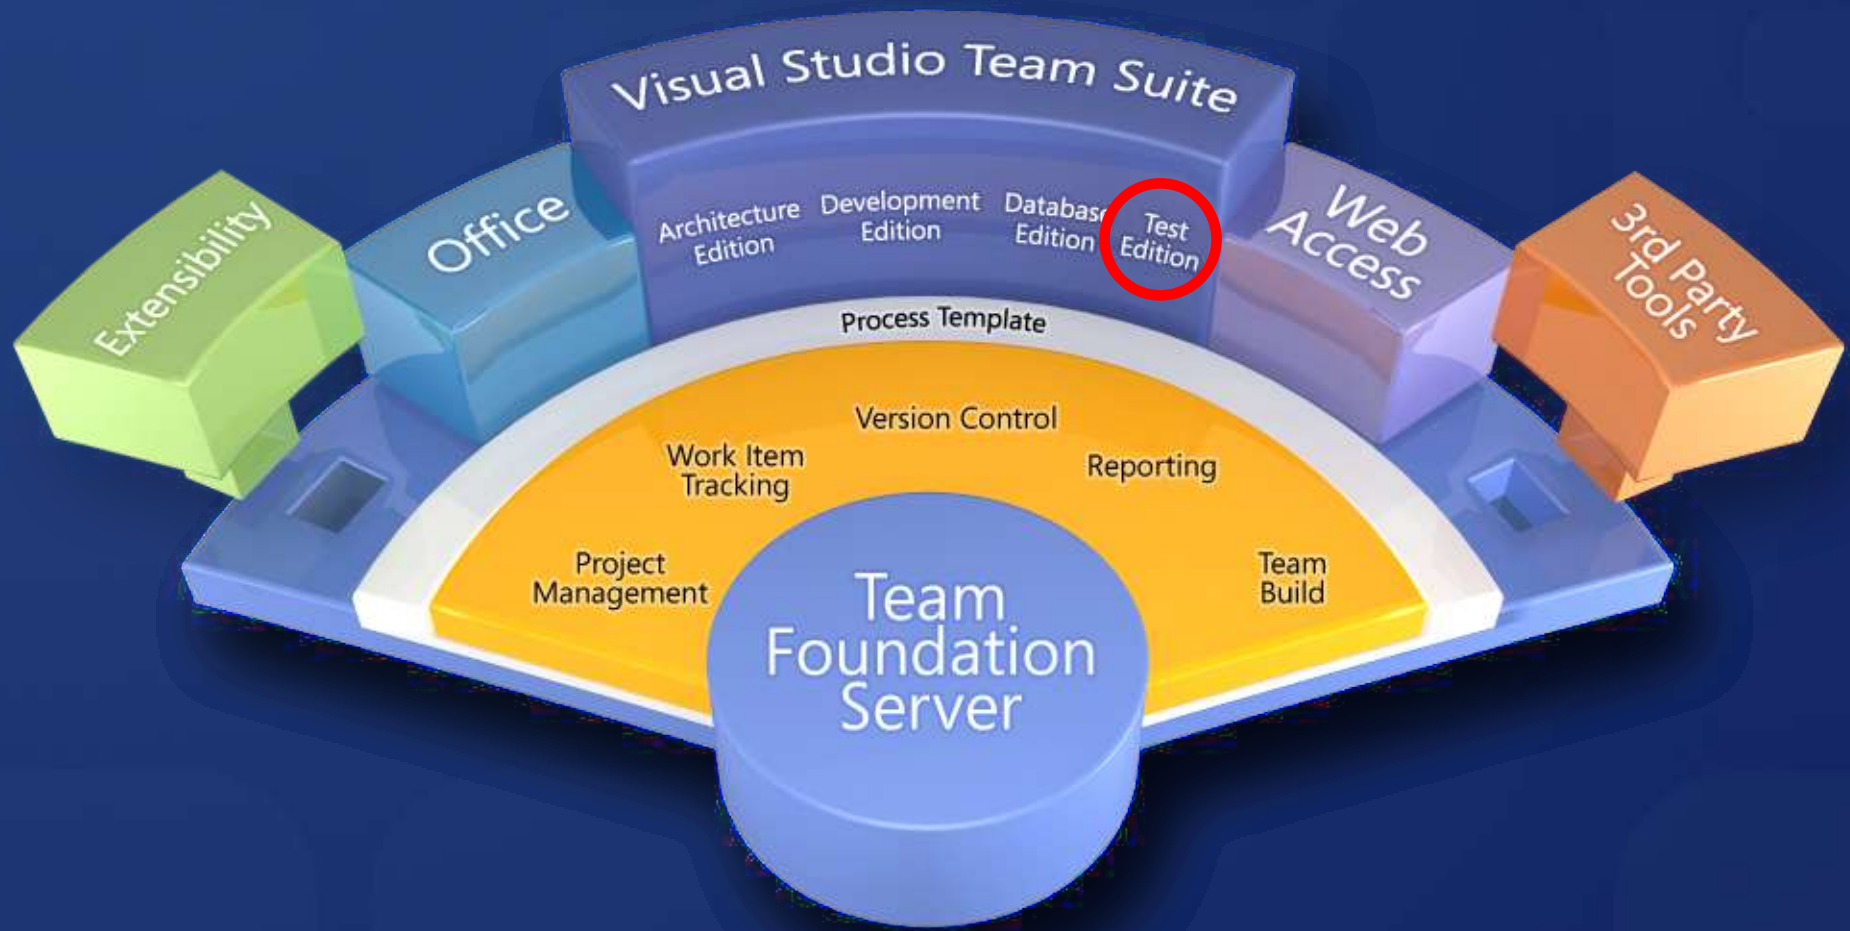 Visual Studio Team Suite
Extensibility
Office
Architecture
Edition
Development
Edition
Database
Edition
Test
Edition
Web
Access
3rd Party
Tools
Process Template
Version Control
Work Item
Tracking
Reporting
Project
Management
Team
Build
Team
Foundation
Server